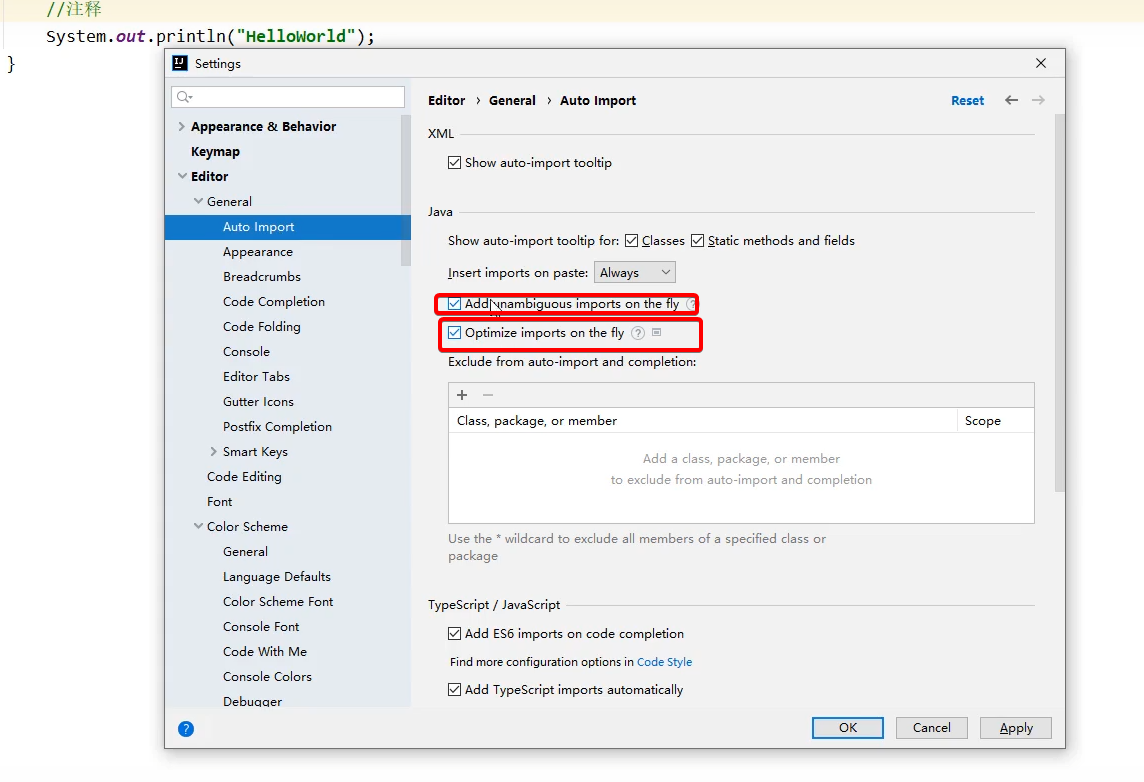 //注释
System.out.println("HelloWorld");
}
Settings
Appearance & Behavior
Keymap
Editor
General
Auto Import
Appearance
Breadcrumbs
Code Completion
Code Folding
Console
Editor Tabs
Gutter Icons
Postfix Completion
Smart Keys
Code Editing
Font
Color Scheme
General
Language Defaults
Color Scheme Font
Console Font
Code With Me
Console Colors
Debugger
Editor › General › Auto Import
Reset
XML
Show auto-import tooltip
Java
Show auto-import tooltip for: Classes Static methods and fields
Insert imports on paste: Always
Add unambiguous imports on the fly ?
Optimize imports on the fly ?
Exclude from auto-import and completion:
+ −
Class, package, or member Scope
Add a class, package, or member
to exclude from auto-import and completion
Use the * wildcard to exclude all members of a specified class or
package
TypeScript / JavaScript
Add ES6 imports on code completion
Find more configuration options in Code Style
Add TypeScript imports automatically
? OK Cancel Apply